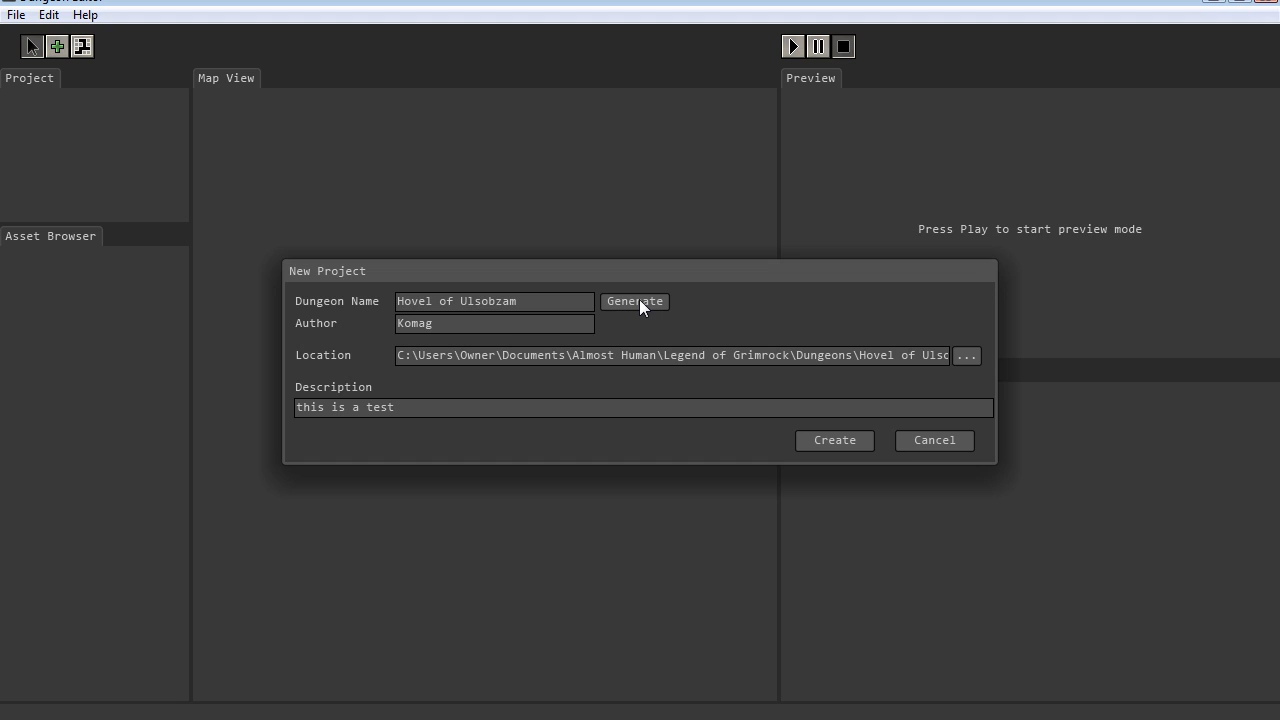 Dungeon Editor
File Edit Help
Project
Map View
Preview
Press Play to start preview mode
Asset Browser
New Project
Dungeon Name Hovel of Ulsobzam Generate
Author Komag
Location C:\Users\Owner\Documents\Almost Human\Legend of Grimrock\Dungeons\Hovel of Ulsc ...
Description
this is a test
Create Cancel